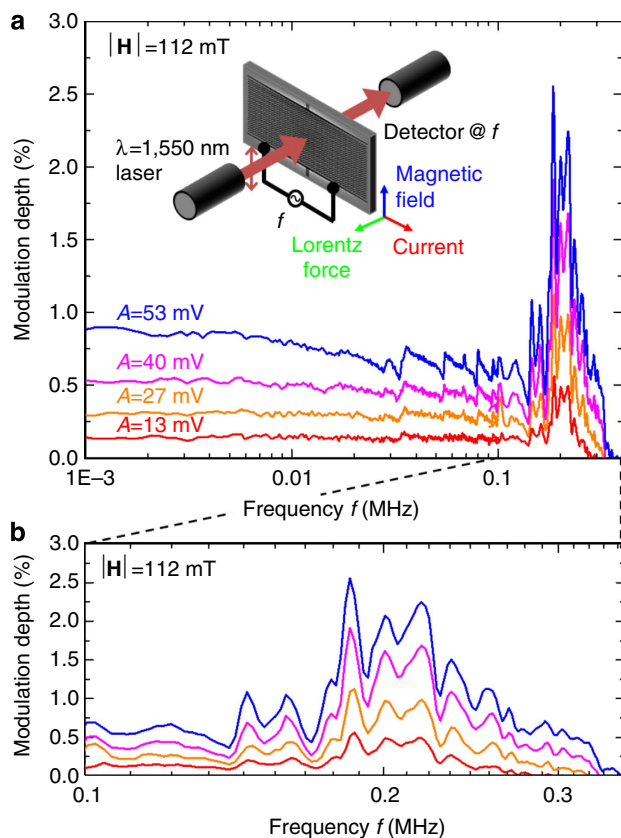 a
3.0
2.5
2.0
1.5
1.0
0.5
0.0
Modulation depth (%)
|H|=112 mT
λ=1,550 nm
laser
f
Detector @ f
Magnetic
field
Lorentz
force
Current
A=53 mV
A=40 mV
A=27 mV
A=13 mV
1E–3
0.01
0.1
Frequency f (MHz)
b
3.0
2.5
2.0
1.5
1.0
0.5
0.0
Modulation depth (%)
|H|=112 mT
0.1
0.2
0.3
Frequency f (MHz)